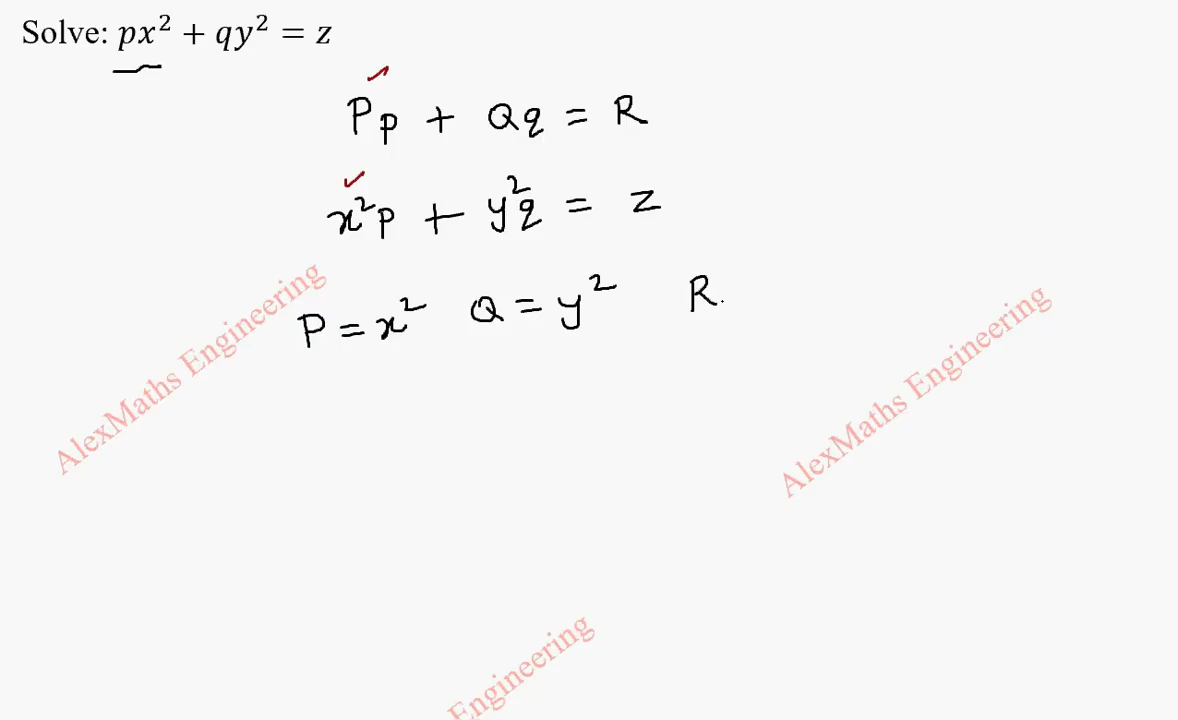 Solve: px² + qy² = z
Pp + Qq = R
x²p + y²q = z
P = x² Q = y² R.
AlexMaths Engineering
AlexMaths Engineering
Engineering